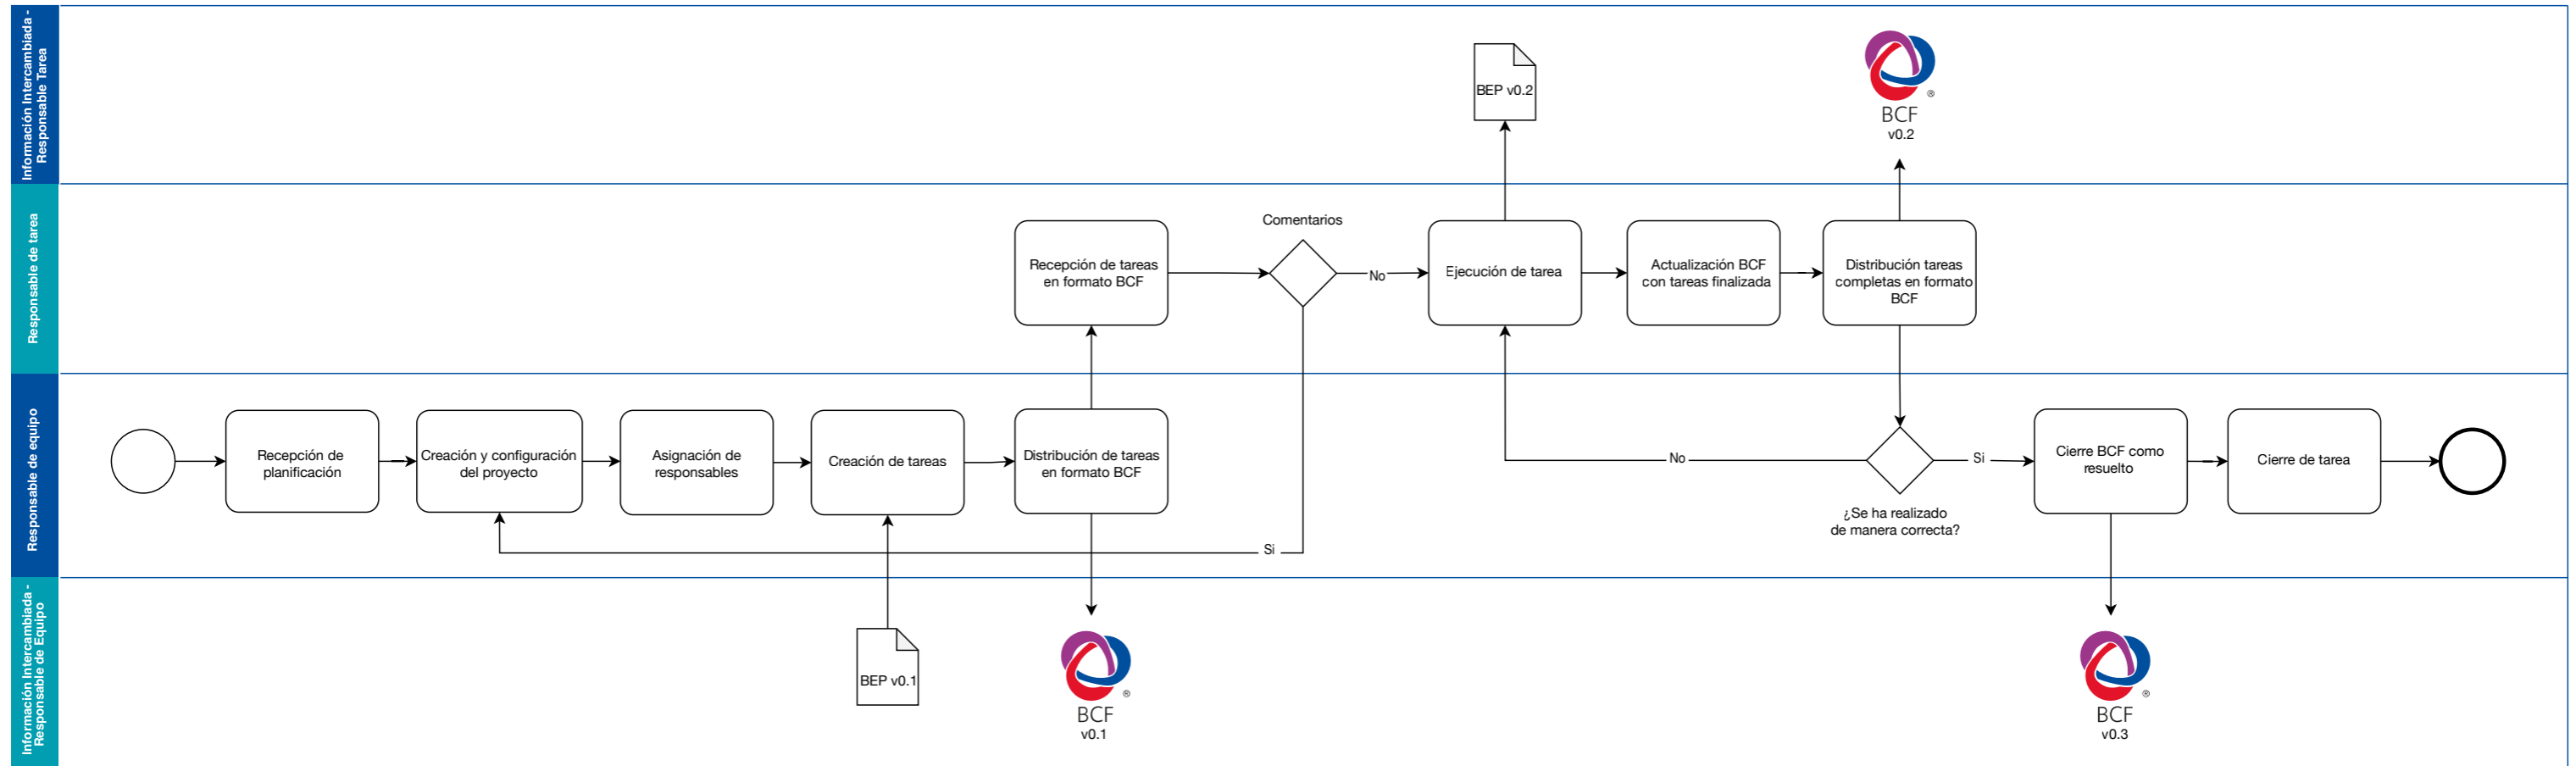 Información Intercambiada -
Responsable Tarea
BEP v0.2
®
BCF
v0.2
Responsable de tarea
Recepción de tareas
en formato BCF
Comentarios
No
Ejecución de tarea
Actualización BCF
con tareas finalizada
Distribución tareas
completas en formato
BCF
Responsable de equipo
Recepción de
planificación
Creación y configuración
del proyecto
Asignación de
responsables
Creación de tareas
Distribución de tareas
en formato BCF
Si
No
¿Se ha realizado
de manera correcta?
Si
Cierre BCF como
resuelto
Cierre de tarea
Información Intercambiada -
Responsable de Equipo
BEP v0.1
®
BCF
v0.1
®
BCF
v0.3